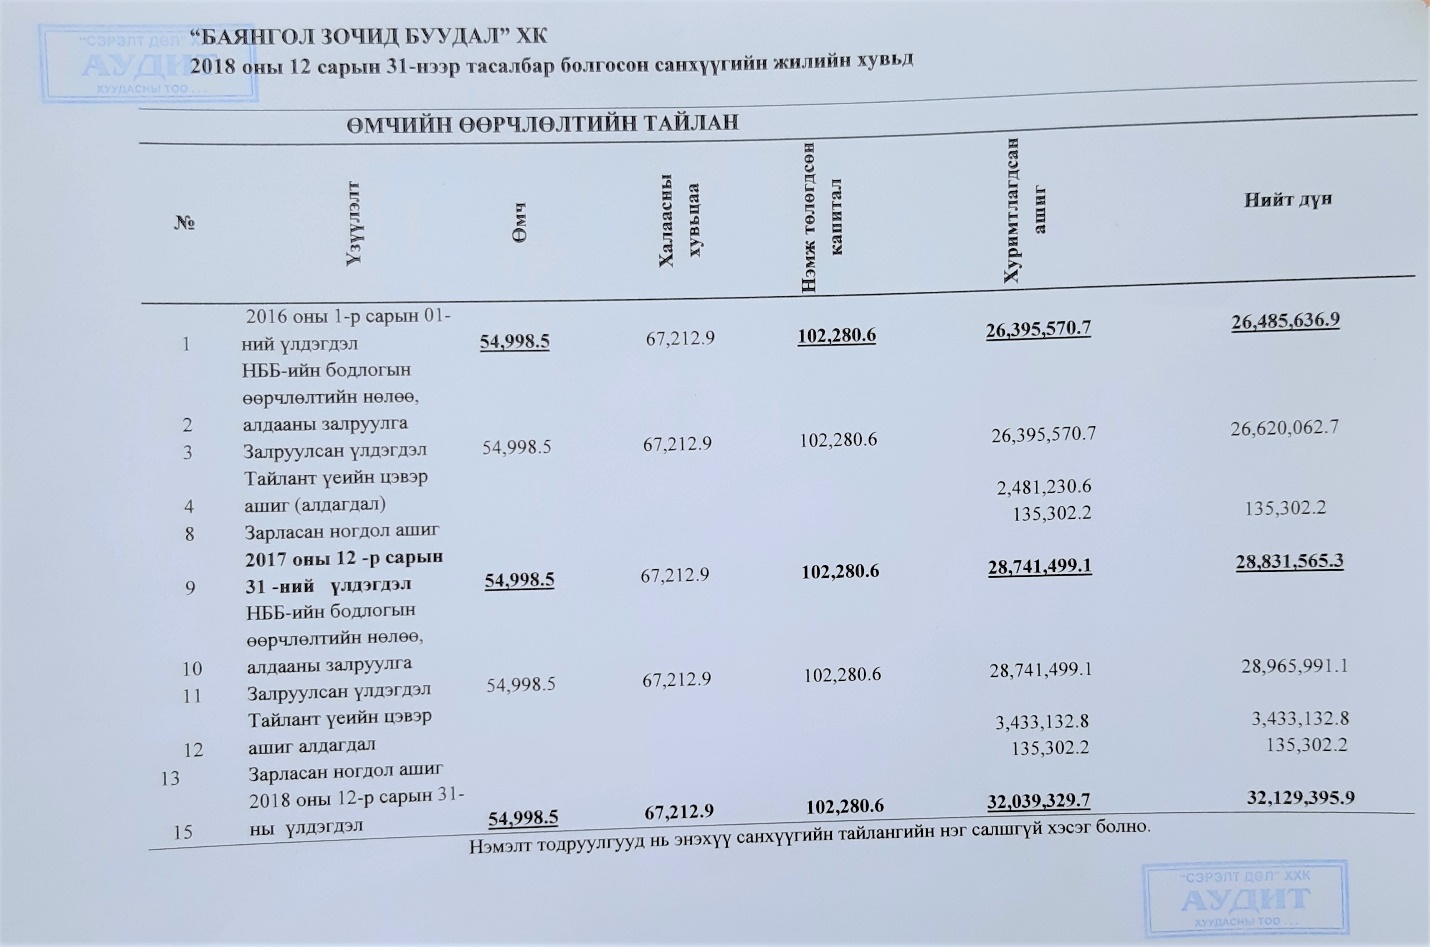 "СЭРЭЛТ ДӨЛ" ХХК
АУДИТ
ХУУДАСНЫ ТОО . . .
“БАЯНГОЛ ЗОЧИД БУУДАЛ” ХК
2018 оны 12 сарын 31-нээр тасалбар болгосон санхүүгийн жилийн хувьд
ӨМЧИЙН ӨӨРЧЛӨЛТИЙН ТАЙЛАН
№ Үзүүлэлт Өмч Халаасны хувьцаа Нэмж төлөгдсөн капитал Хуримтлагдсан ашиг Нийт дүн
2016 оны 1-р сарын 01-
1 ний үлдэгдэл 54,998.5 67,212.9 102,280.6 26,395,570.7 26,485,636.9
НББ-ийн бодлогын
өөрчлөлтийн нөлөө,
2 алдааны залруулга
3 Залруулсан үлдэгдэл 54,998.5 67,212.9 102,280.6 26,395,570.7 26,620,062.7
Тайлант үеийн цэвэр
4 ашиг (алдагдал) 2,481,230.6
8 Зарласан ногдол ашиг 135,302.2 135,302.2
2017 оны 12 -р сарын
9 31 -ний үлдэгдэл 54,998.5 67,212.9 102,280.6 28,741,499.1 28,831,565.3
НББ-ийн бодлогын
өөрчлөлтийн нөлөө,
10 алдааны залруулга
11 Залруулсан үлдэгдэл 54,998.5 67,212.9 102,280.6 28,741,499.1 28,965,991.1
Тайлант үеийн цэвэр
12 ашиг алдагдал 3,433,132.8 3,433,132.8
13 Зарласан ногдол ашиг 135,302.2 135,302.2
2018 оны 12-р сарын 31-
15 ны үлдэгдэл 54,998.5 67,212.9 102,280.6 32,039,329.7 32,129,395.9
Нэмэлт тодруулгууд нь энэхүү санхүүгийн тайлангийн нэг салшгүй хэсэг болно.
"СЭРЭЛТ ДӨЛ" ХХК
АУДИТ
ХУУДАСНЫ ТОО . . .